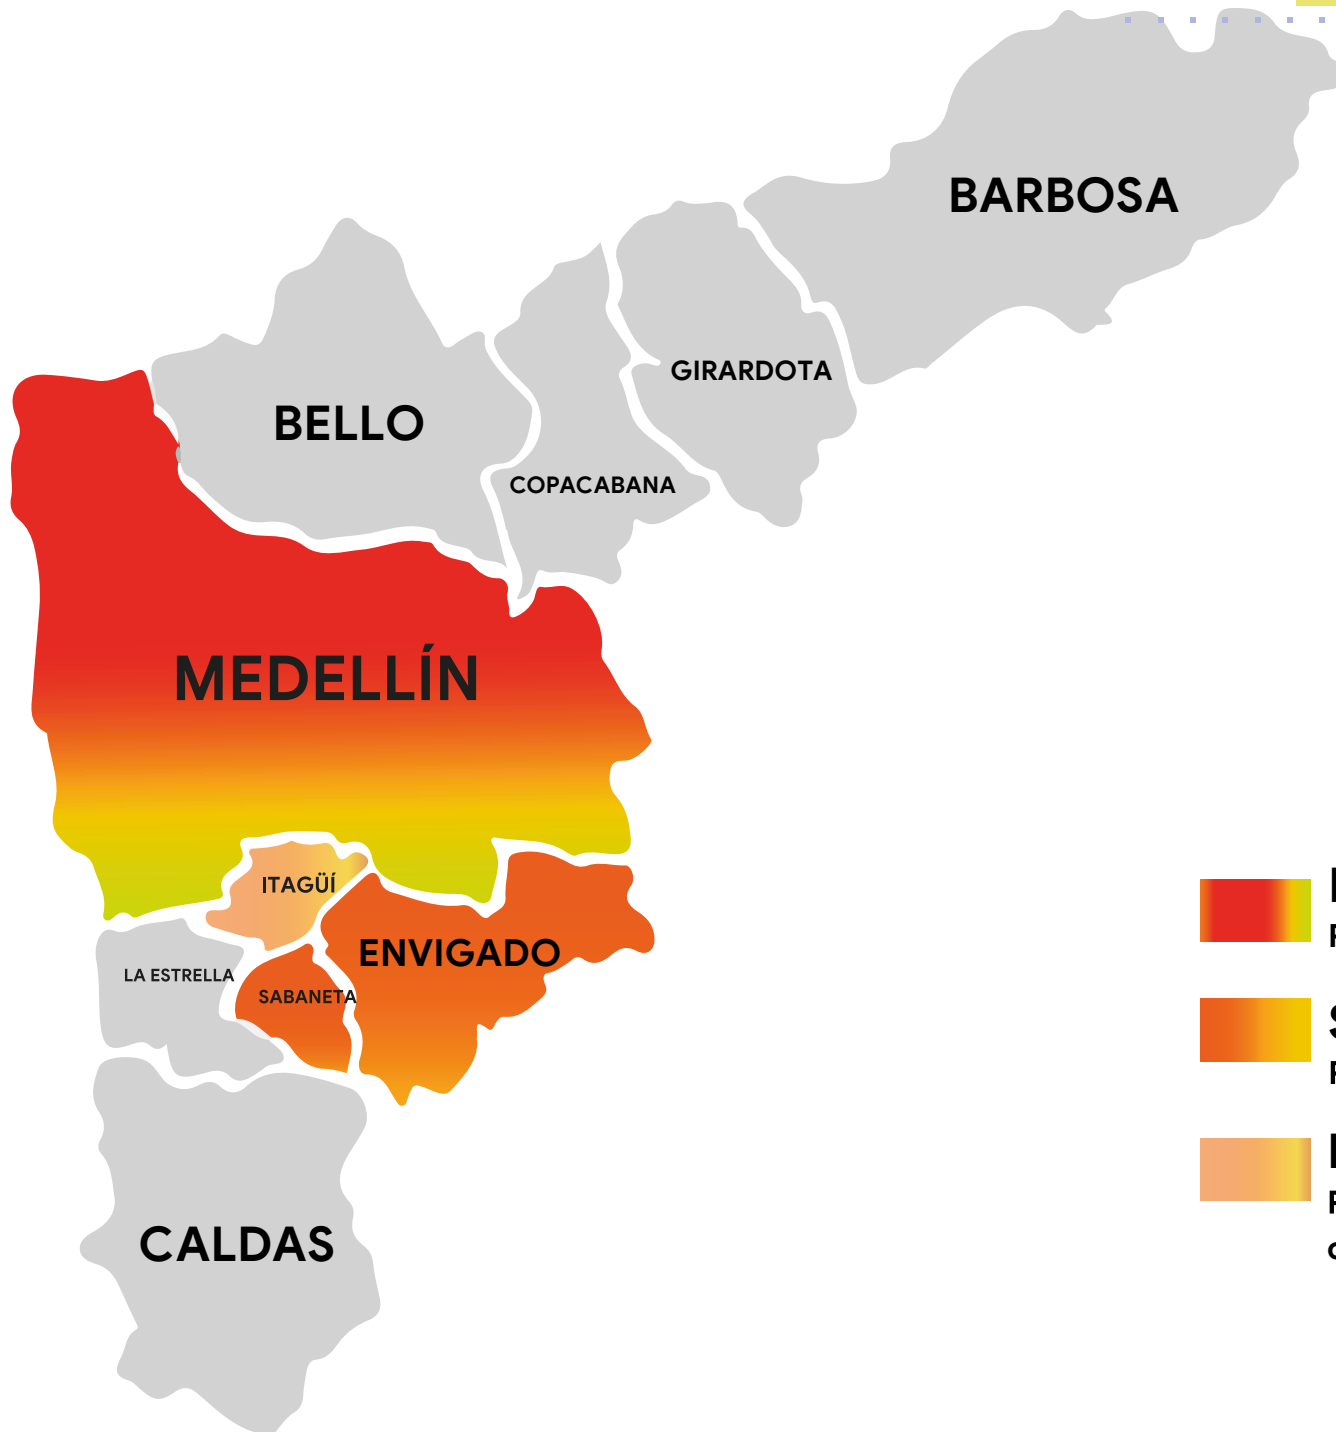 BARBOSA
GIRARDOTA
BELLO
COPACABANA
MEDELLÍN
ITAGÜÍ
ENVIGADO
LA ESTRELLA
SABANETA
CALDAS